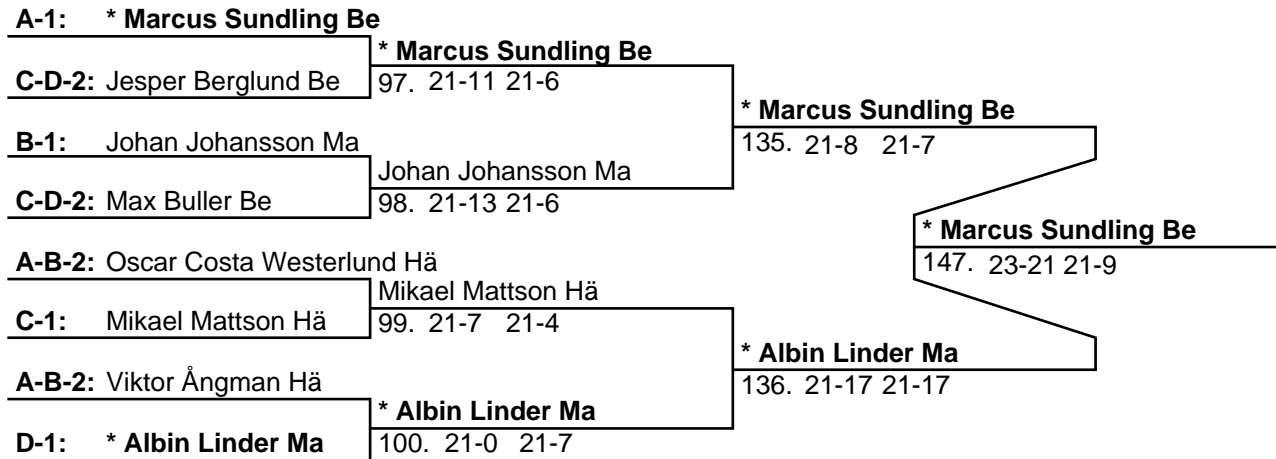 A-1: * Marcus Sundling Be
* Marcus Sundling Be
C-D-2: Jesper Berglund Be
97. 21-11 21-6
* Marcus Sundling Be
B-1: Johan Johansson Ma
135. 21-8 21-7
Johan Johansson Ma
C-D-2: Max Buller Be
98. 21-13 21-6
* Marcus Sundling Be
A-B-2: Oscar Costa Westerlund Hä
147. 23-21 21-9
Mikael Mattson Hä
C-1: Mikael Mattson Hä
99. 21-7 21-4
* Albin Linder Ma
A-B-2: Viktor Ångman Hä
136. 21-17 21-17
* Albin Linder Ma
D-1: * Albin Linder Ma
100. 21-0 21-7